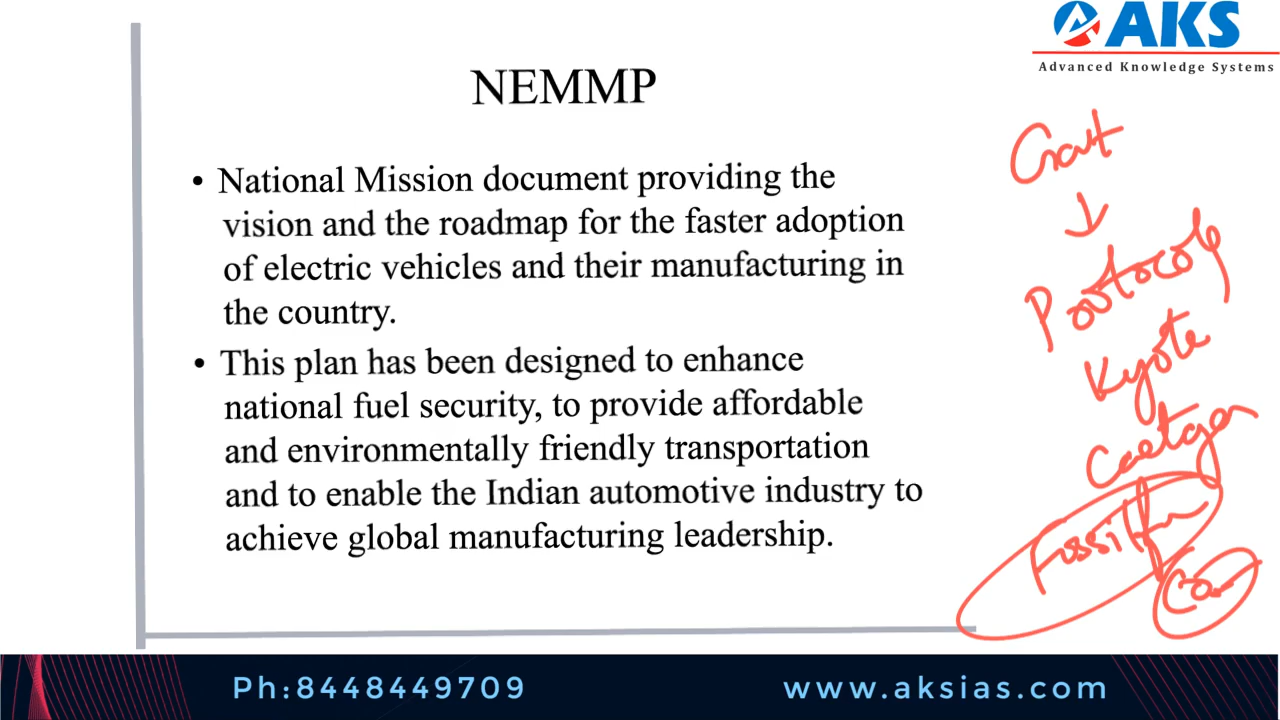 AKS
Advanced Knowledge Systems
NEMMP
• National Mission document providing the
vision and the roadmap for the faster adoption
of electric vehicles and their manufacturing in
the country.
• This plan has been designed to enhance
national fuel security, to provide affordable
and environmentally friendly transportation
and to enable the Indian automotive industry to
achieve global manufacturing leadership.
Kyoto
Ph:8448449709
www.aksias.com